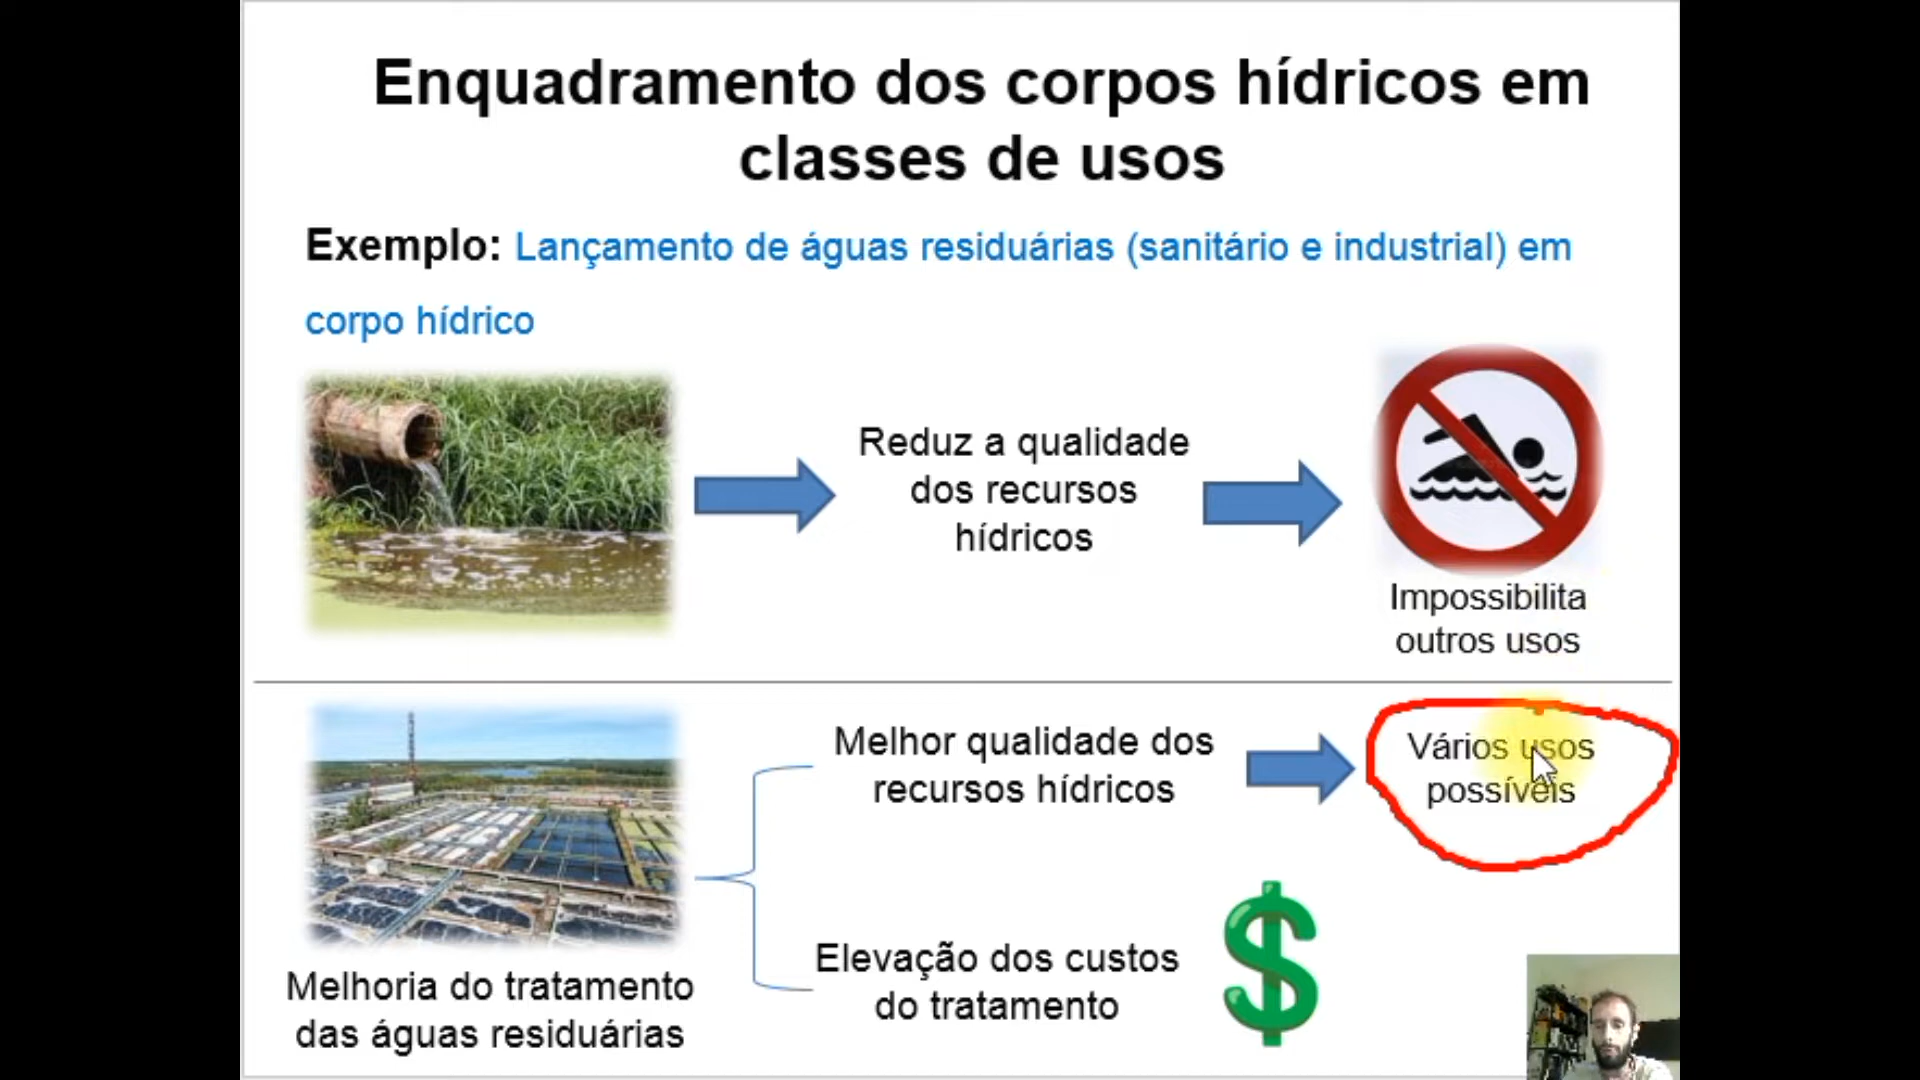 Enquadramento dos corpos hídricos em
classes de usos
Exemplo: Lançamento de águas residuárias (sanitário e industrial) em
corpo hídrico
Reduz a qualidade
dos recursos
hídricos
Impossibilita
outros usos
Melhor qualidade dos
recursos hídricos
Vários usos
possíveis
Elevação dos custos
do tratamento
$
Melhoria do tratamento
das águas residuárias